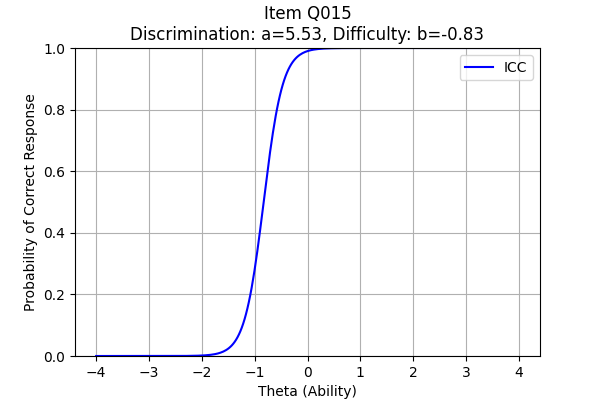 Item Q015
Discrimination: a=5.53, Difficulty: b=-0.83
ICC
Probability of Correct Response
1.0
0.8
0.6
0.4
0.2
0.0
−4 −3 −2 −1 0 1 2 3 4
Theta (Ability)